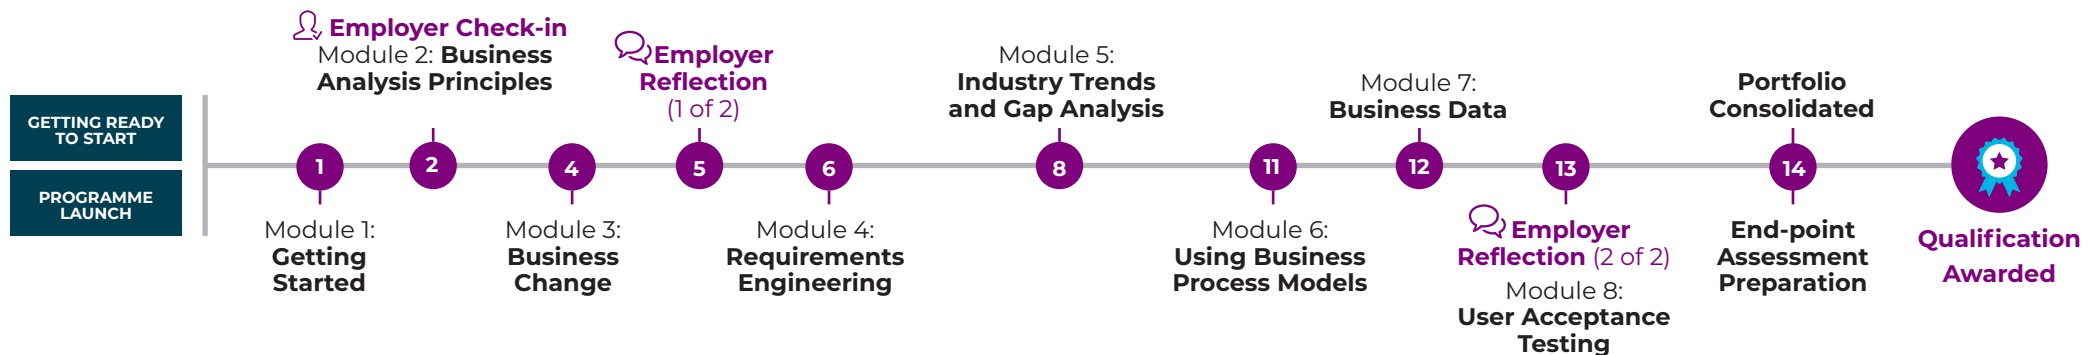 GETTING READY
TO START
PROGRAMME
LAUNCH
1
Module 1:
Getting
Started
Employer Check-in
Module 2: Business
Analysis Principles
2
4
Module 3:
Business
Change
Employer
Reflection
(1 of 2)
5
6
Module 4:
Requirements
Engineering
Module 5:
Industry Trends
and Gap Analysis
8
11
Module 6:
Using Business
Process Models
Module 7:
Business Data
12
13
Employer
Reflection (2 of 2)
Module 8:
User Acceptance
Testing
Portfolio
Consolidated
14
End-point
Assessment
Preparation
Qualification
Awarded